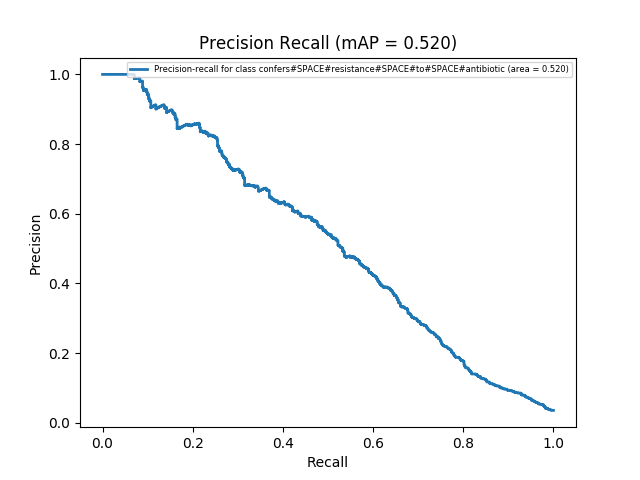 Precision Recall (mAP = 0.520)
Precision-recall for class confers#SPACE#resistance#SPACE#to#SPACE#antibiotic (area = 0.520)
1.0
0.8
0.6
0.4
0.2
0.0
Precision
0.0 0.2 0.4 0.6 0.8 1.0
Recall